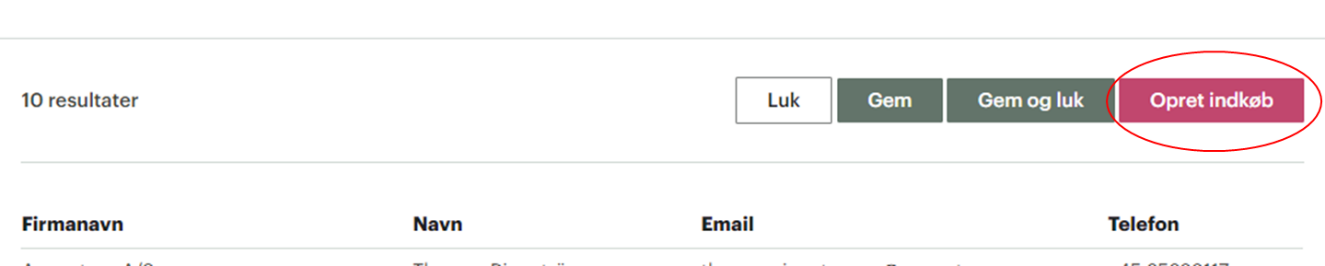 10 resultater
Luk
Gem
Gem og luk
Opret indkøb
Firmanavn Navn Email Telefon